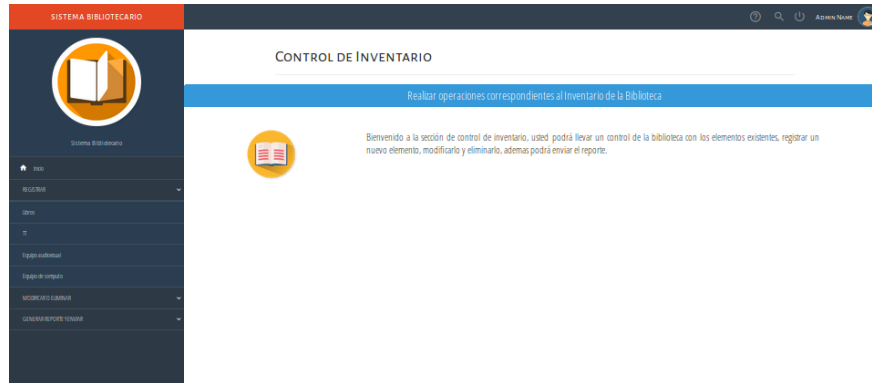 SISTEMA BIBLIOTECARIO
Admin Name
Control de Inventario
Realizar operaciones correspondientes al Inventario de la Biblioteca
Bienvenido a la sección de control de inventario, usted podrá llevar un control de la biblioteca con los elementos existentes, registrar un
nuevo elemento, modificarlo y eliminarlo, ademas podrá enviar el reporte.
Sistema Bibliotecario
Inicio
REGISTRAR
Libros
Equipo audiovisual
Equipo de computo
MODIFICAR O ELIMINAR
GENERAR REPORTE Y ENVIAR